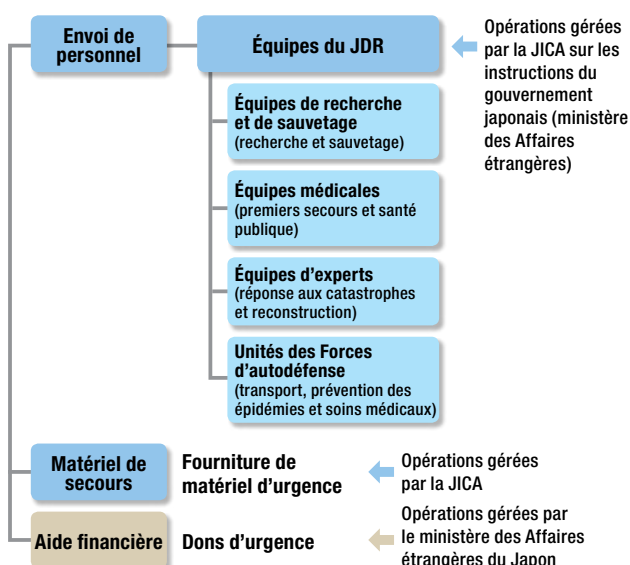 Envoi de
personnel
Équipes du JDR
Opérations gérées
par la JICA sur les
instructions du
gouvernement
japonais (ministère
des Affaires
étrangères)
Équipes de recherche
et de sauvetage
(recherche et sauvetage)
Équipes médicales
(premiers secours et santé
publique)
Équipes d'experts
(réponse aux catastrophes
et reconstruction)
Unités des Forces
d'autodéfense
(transport, prévention des
épidémies et soins médicaux)
Matériel de
secours
Fourniture de
matériel d'urgence
Opérations gérées
par la JICA
Aide financière
Dons d'urgence
Opérations gérées par
le ministère des Affaires
étrangères du Japon